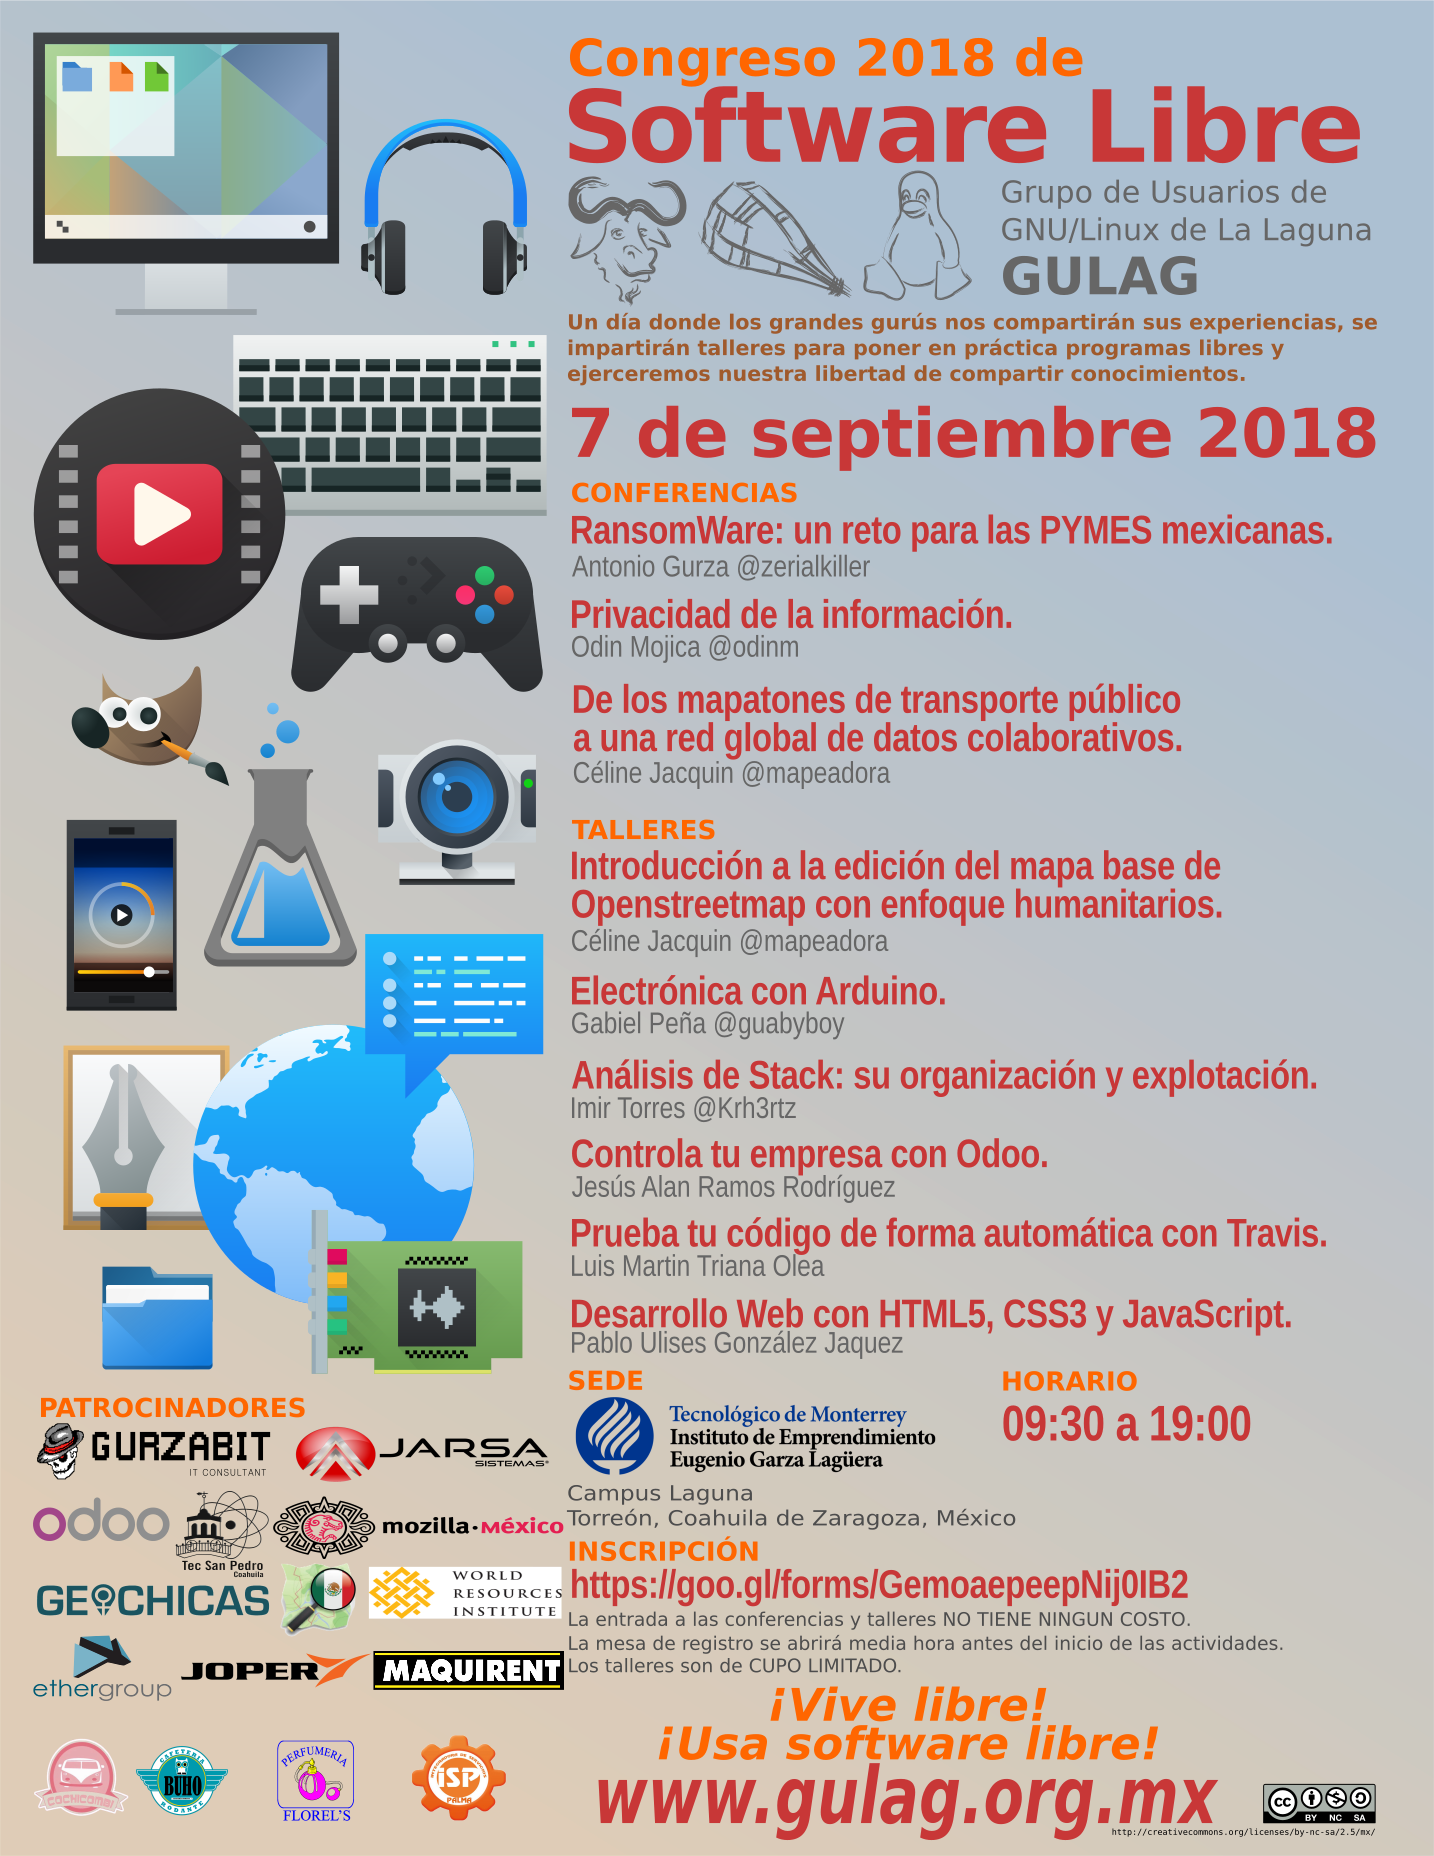 Congreso 2018 de
Software Libre
Grupo de Usuarios de
GNU/Linux de La Laguna
GULAG
Un día donde los grandes gurús nos compartirán sus experiencias, se
impartirán talleres para poner en práctica programas libres y
ejerceremos nuestra libertad de compartir conocimientos.
7 de septiembre 2018
CONFERENCIAS
RansomWare: un reto para las PYMES mexicanas.
Antonio Gurza @zerialkiller
Privacidad de la información.
Odin Mojica @odinm
De los mapatones de transporte público
a una red global de datos colaborativos.
Céline Jacquin @mapeadora
TALLERES
Introducción a la edición del mapa base de
Openstreetmap con enfoque humanitarios.
Céline Jacquin @mapeadora
Electrónica con Arduino.
Gabiel Peña @guabyboy
Análisis de Stack: su organización y explotación.
Imir Torres @Krh3rtz
Controla tu empresa con Odoo.
Jesús Alan Ramos Rodríguez
Prueba tu código de forma automática con Travis.
Luis Martin Triana Olea
Desarrollo Web con HTML5, CSS3 y JavaScript.
Pablo Ulises González Jaquez
SEDE
Tecnológico de Monterrey
Instituto de Emprendimiento
Eugenio Garza Lagüera
Campus Laguna
Torreón, Coahuila de Zaragoza, México
HORARIO
09:30 a 19:00
INSCRIPCIÓN
https://goo.gl/forms/GemoaepeepNij0IB2
La entrada a las conferencias y talleres NO TIENE NINGUN COSTO.
La mesa de registro se abrirá media hora antes del inicio de las actividades.
Los talleres son de CUPO LIMITADO.
¡Vive libre!
¡Usa software libre!
www.gulag.org.mx
cc BY NC SA
http://creativecommons.org/licenses/by-nc-sa/2.5/mx/
PATROCINADORES
GURZABIT
IT CONSULTANT
JARSA
SISTEMAS®
odoo
Tec San Pedro
Coahuila
mozilla·méxico
GEOCHICAS
WORLD
RESOURCES
INSTITUTE
ethergroup
JOPER
MAQUIRENT
COCHICOMBI
CAFETERIA
BUHO
RODANTE
PERFUMERIA
FLOREL'S
iSP
PALMA